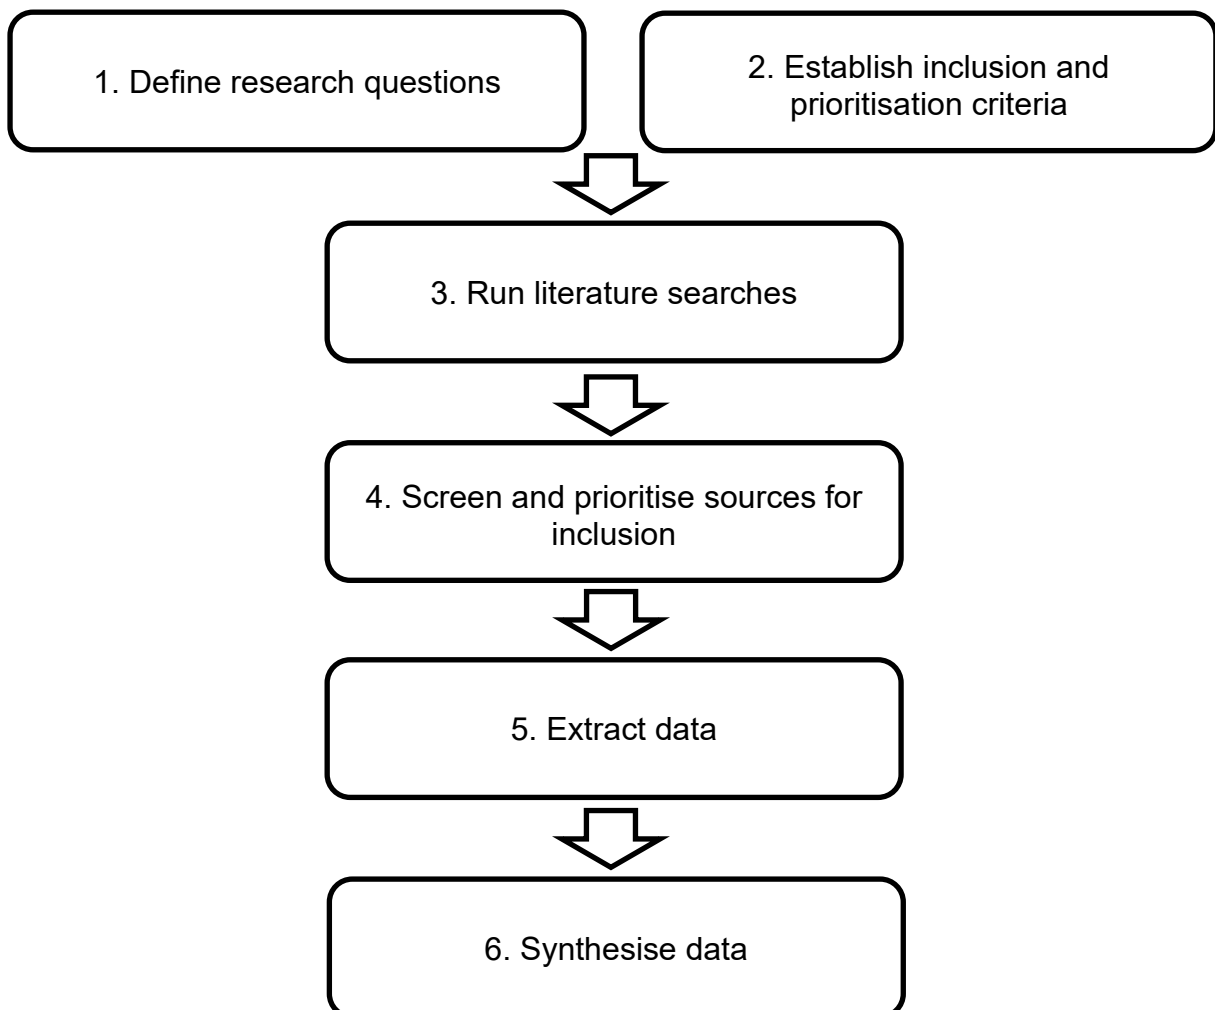 1. Define research questions
2. Establish inclusion and
prioritisation criteria
3. Run literature searches
4. Screen and prioritise sources for
inclusion
5. Extract data
6. Synthesise data